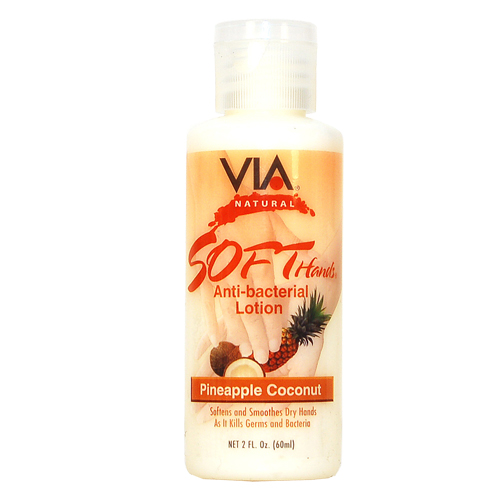 VIA®
NATURAL
SOFT Hands
Anti-bacterial
Lotion
Pineapple Coconut
Softens and Smoothes Dry Hands
As It Kills Germs and Bacteria
NET 2 FL. Oz. (60ml)